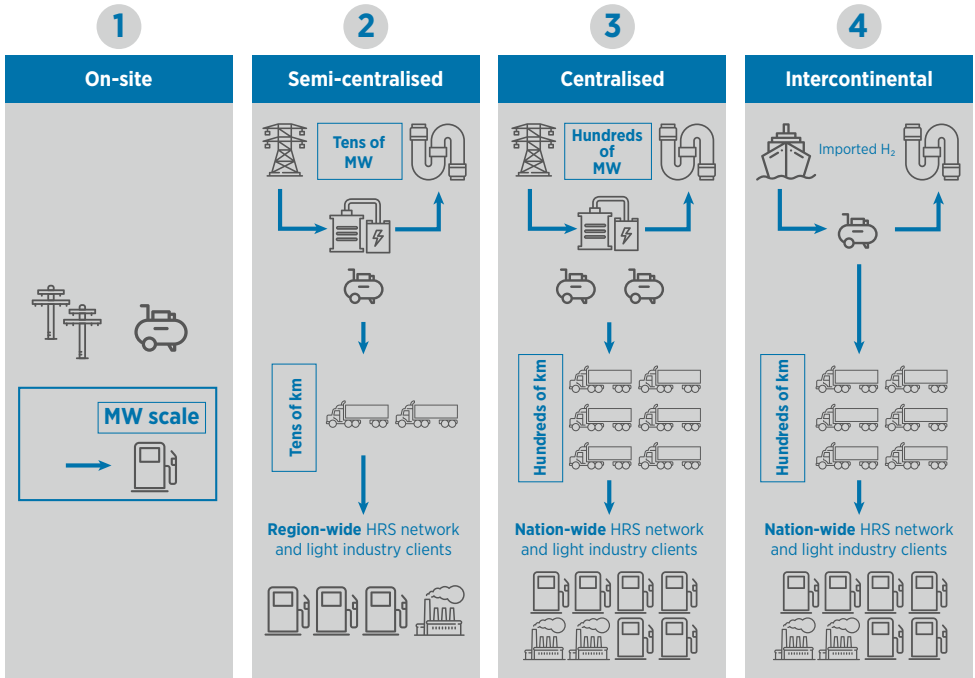 1
On-site
MW scale
2
Semi-centralised
Tens of
MW
Tens of km
Region-wide HRS network
and light industry clients
3
Centralised
Hundreds
of
MW
Hundreds of km
Nation-wide HRS network
and light industry clients
4
Intercontinental
Imported H₂
Hundreds of km
Nation-wide HRS network
and light industry clients